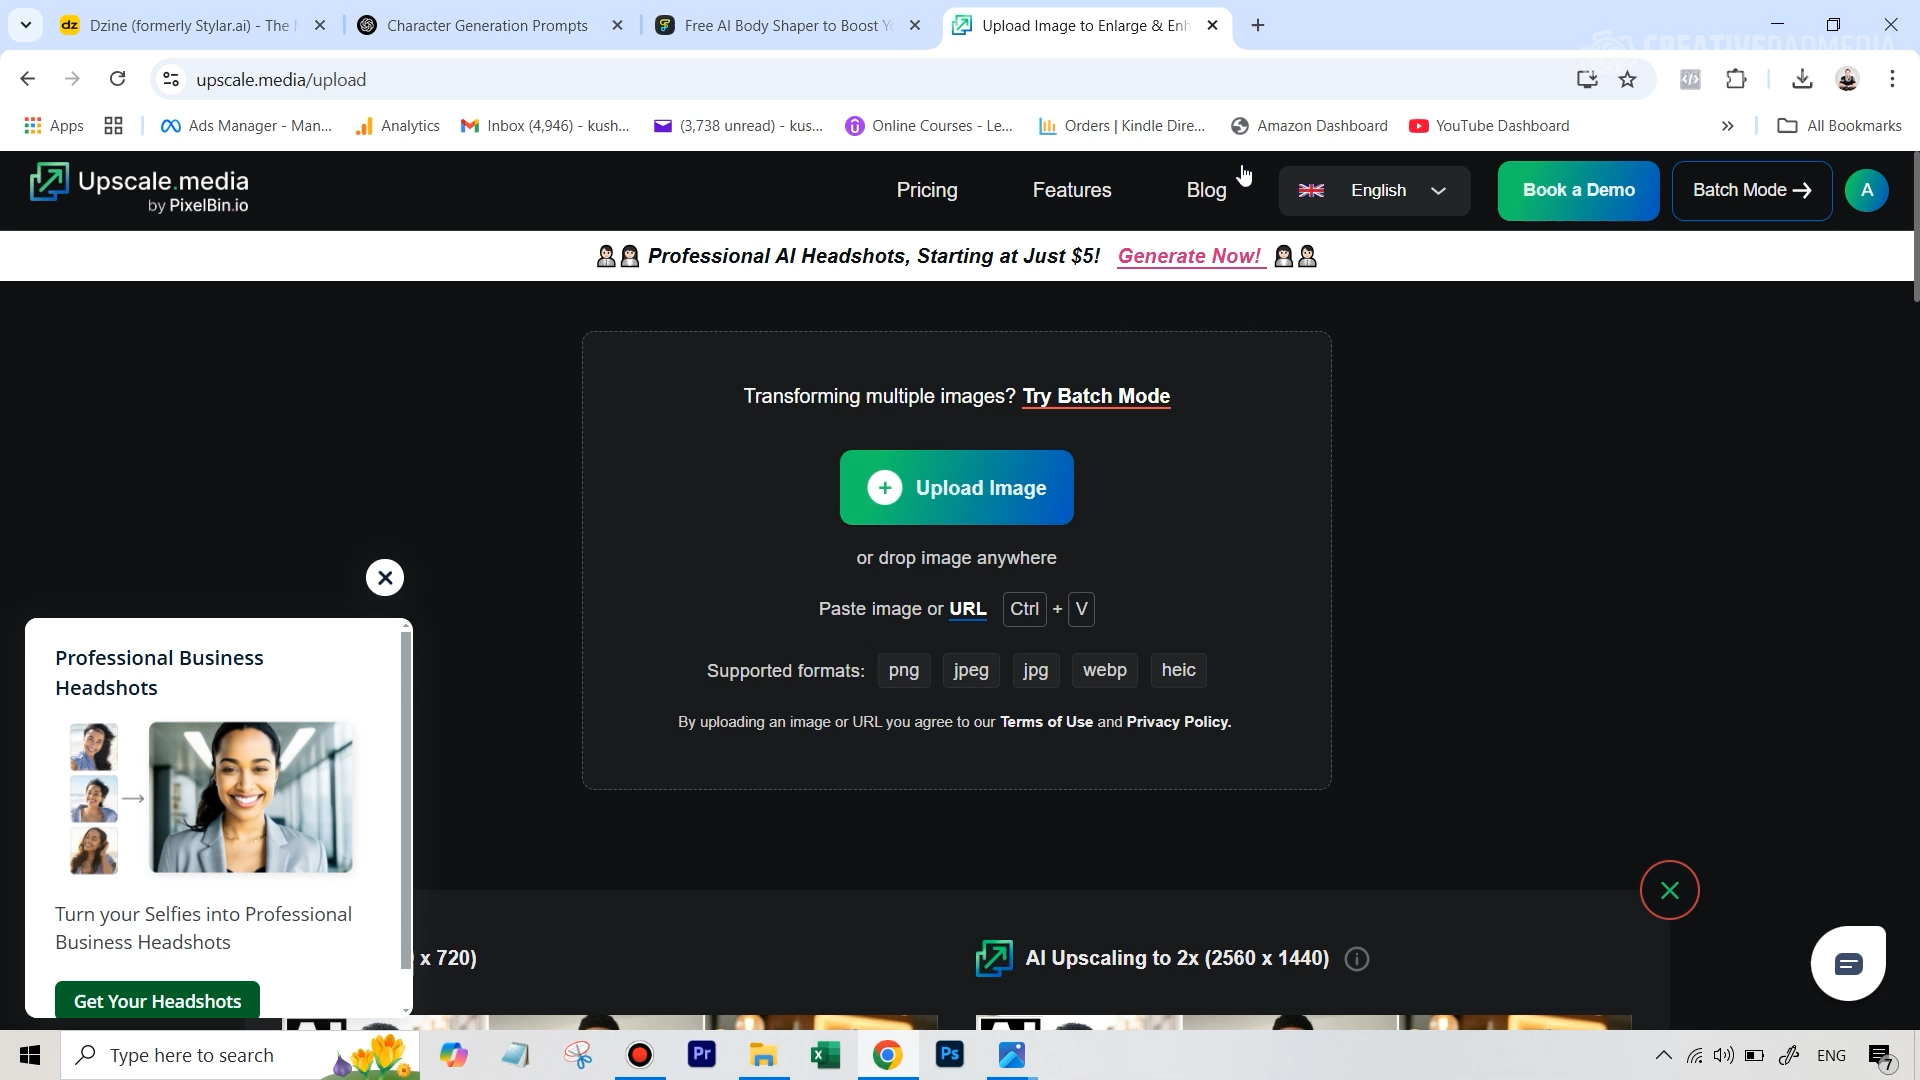 Dzine (formerly Stylar.ai) - The
Character Generation Prompts
Free AI Body Shaper to Boost Yo
Upload Image to Enlarge & Enh
CREATIVEDADMEDIA
upscale.media/upload
Apps
Ads Manager - Man...
Analytics
Inbox (4,946) - kush...
(3,738 unread) - kus...
Online Courses - Le...
Orders | Kindle Dire...
Amazon Dashboard
YouTube Dashboard
All Bookmarks
Upscale.media
by PixelBin.io
Pricing
Features
Blog
English
Book a Demo
Batch Mode
A
Professional AI Headshots, Starting at Just $5! Generate Now!
Transforming multiple images? Try Batch Mode
Upload Image
or drop image anywhere
Paste image or URL Ctrl + V
Supported formats: png jpeg jpg webp heic
By uploading an image or URL you agree to our Terms of Use and Privacy Policy.
Professional Business
Headshots
Turn your Selfies into Professional
Business Headshots
Get Your Headshots
x 720)
AI Upscaling to 2x (2560 x 1440)
Type here to search
Pr
Ps
ENG
7